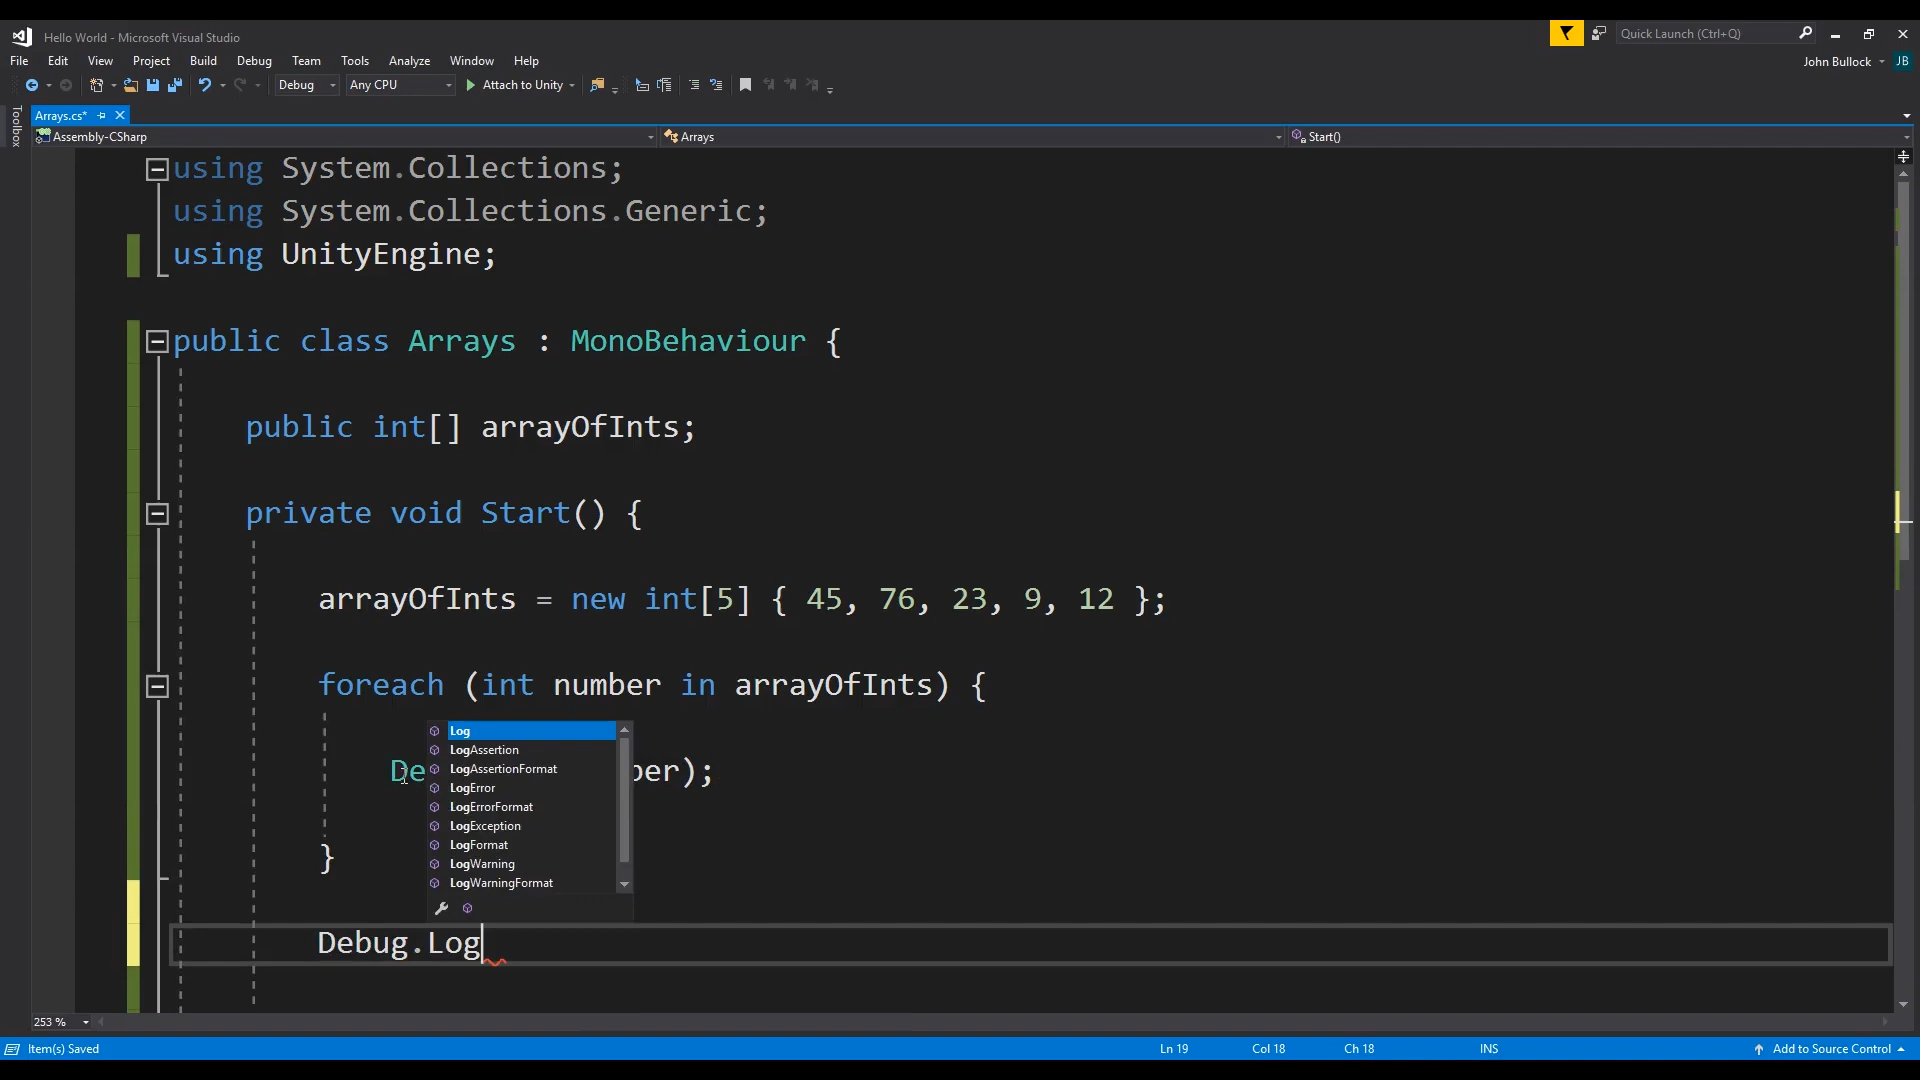 Hello World - Microsoft Visual Studio
Quick Launch (Ctrl+Q)
File Edit View Project Build Debug Team Tools Analyze Window Help
John Bullock JB
Debug Any CPU Attach to Unity
Toolbox
Arrays.cs*
Assembly-CSharp Arrays Start()
using System.Collections;
using System.Collections.Generic;
using UnityEngine;
public class Arrays : MonoBehaviour {
public int[] arrayOfInts;
private void Start() {
arrayOfInts = new int[5] { 45, 76, 23, 9, 12 };
foreach (int number in arrayOfInts) {
De ber);
Log
LogAssertion
LogAssertionFormat
LogError
LogErrorFormat
LogException
LogFormat
LogWarning
LogWarningFormat
}
Debug.Log
253 %
Item(s) Saved Ln 19 Col 18 Ch 18 INS Add to Source Control